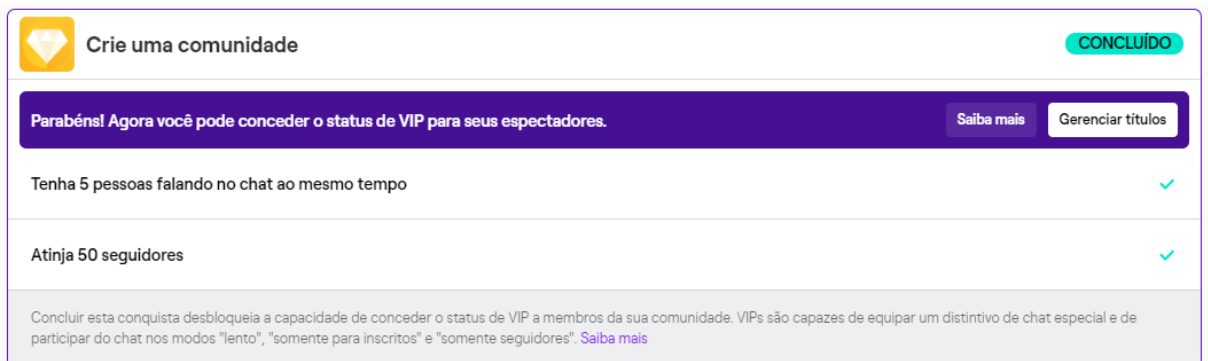 Crie uma comunidade
CONCLUÍDO
Parabéns! Agora você pode conceder o status de VIP para seus espectadores.
Saiba mais
Gerenciar títulos
Tenha 5 pessoas falando no chat ao mesmo tempo
Atinja 50 seguidores
Concluir esta conquista desbloqueia a capacidade de conceder o status de VIP a membros da sua comunidade. VIPs são capazes de equipar um distintivo de chat especial e de
participar do chat nos modos "lento", "somente para inscritos" e "somente seguidores". Saiba mais